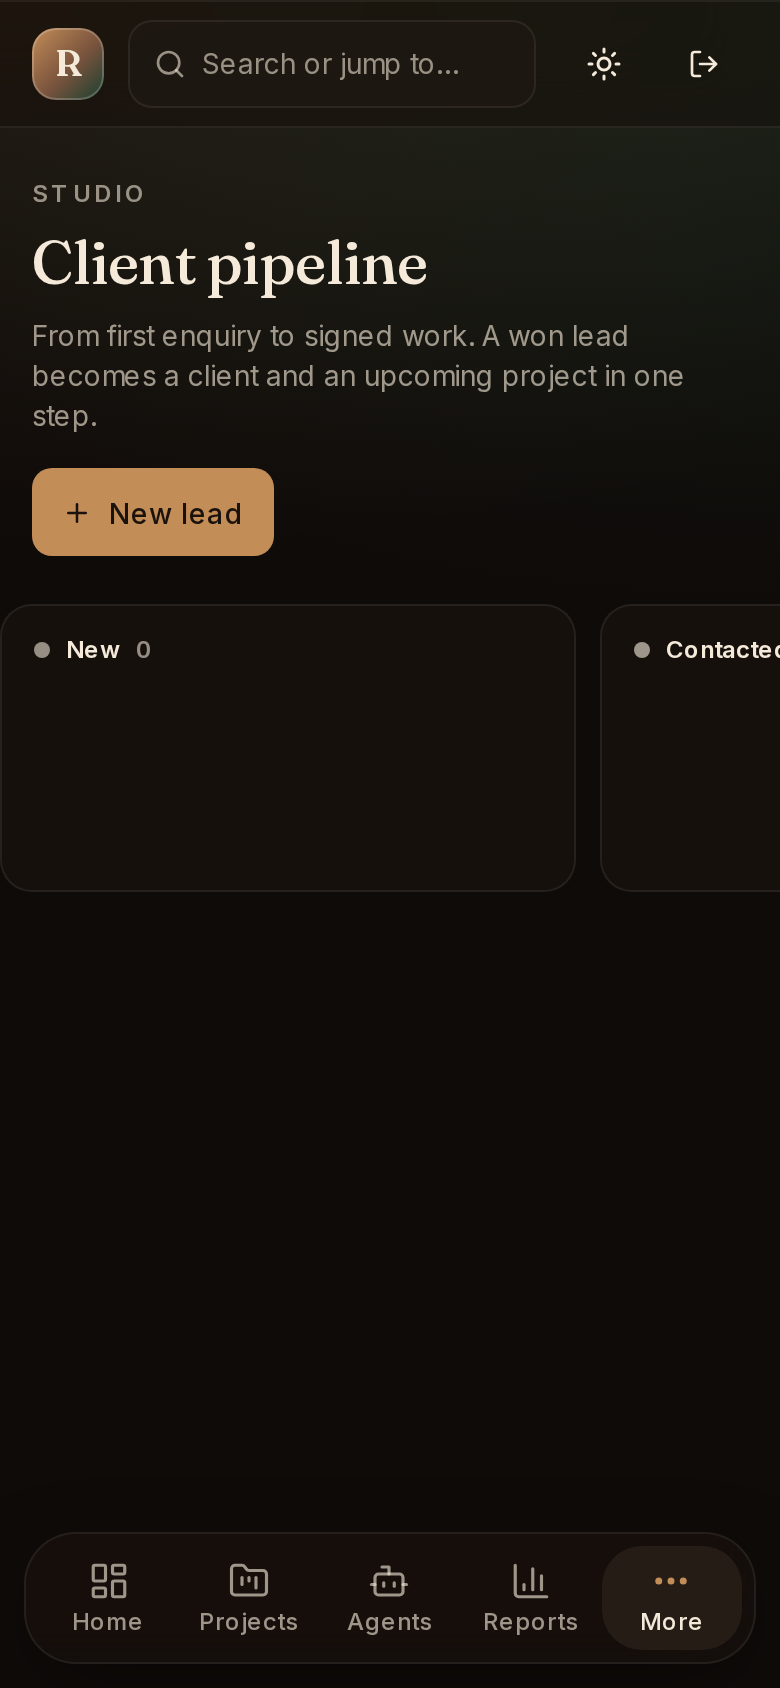 R
Search or jump to...
STUDIO
Client pipeline
From first enquiry to signed work. A won lead
becomes a client and an upcoming project in one
step.
+ New lead
New 0
Contacted
Home
Projects
Agents
Reports
More